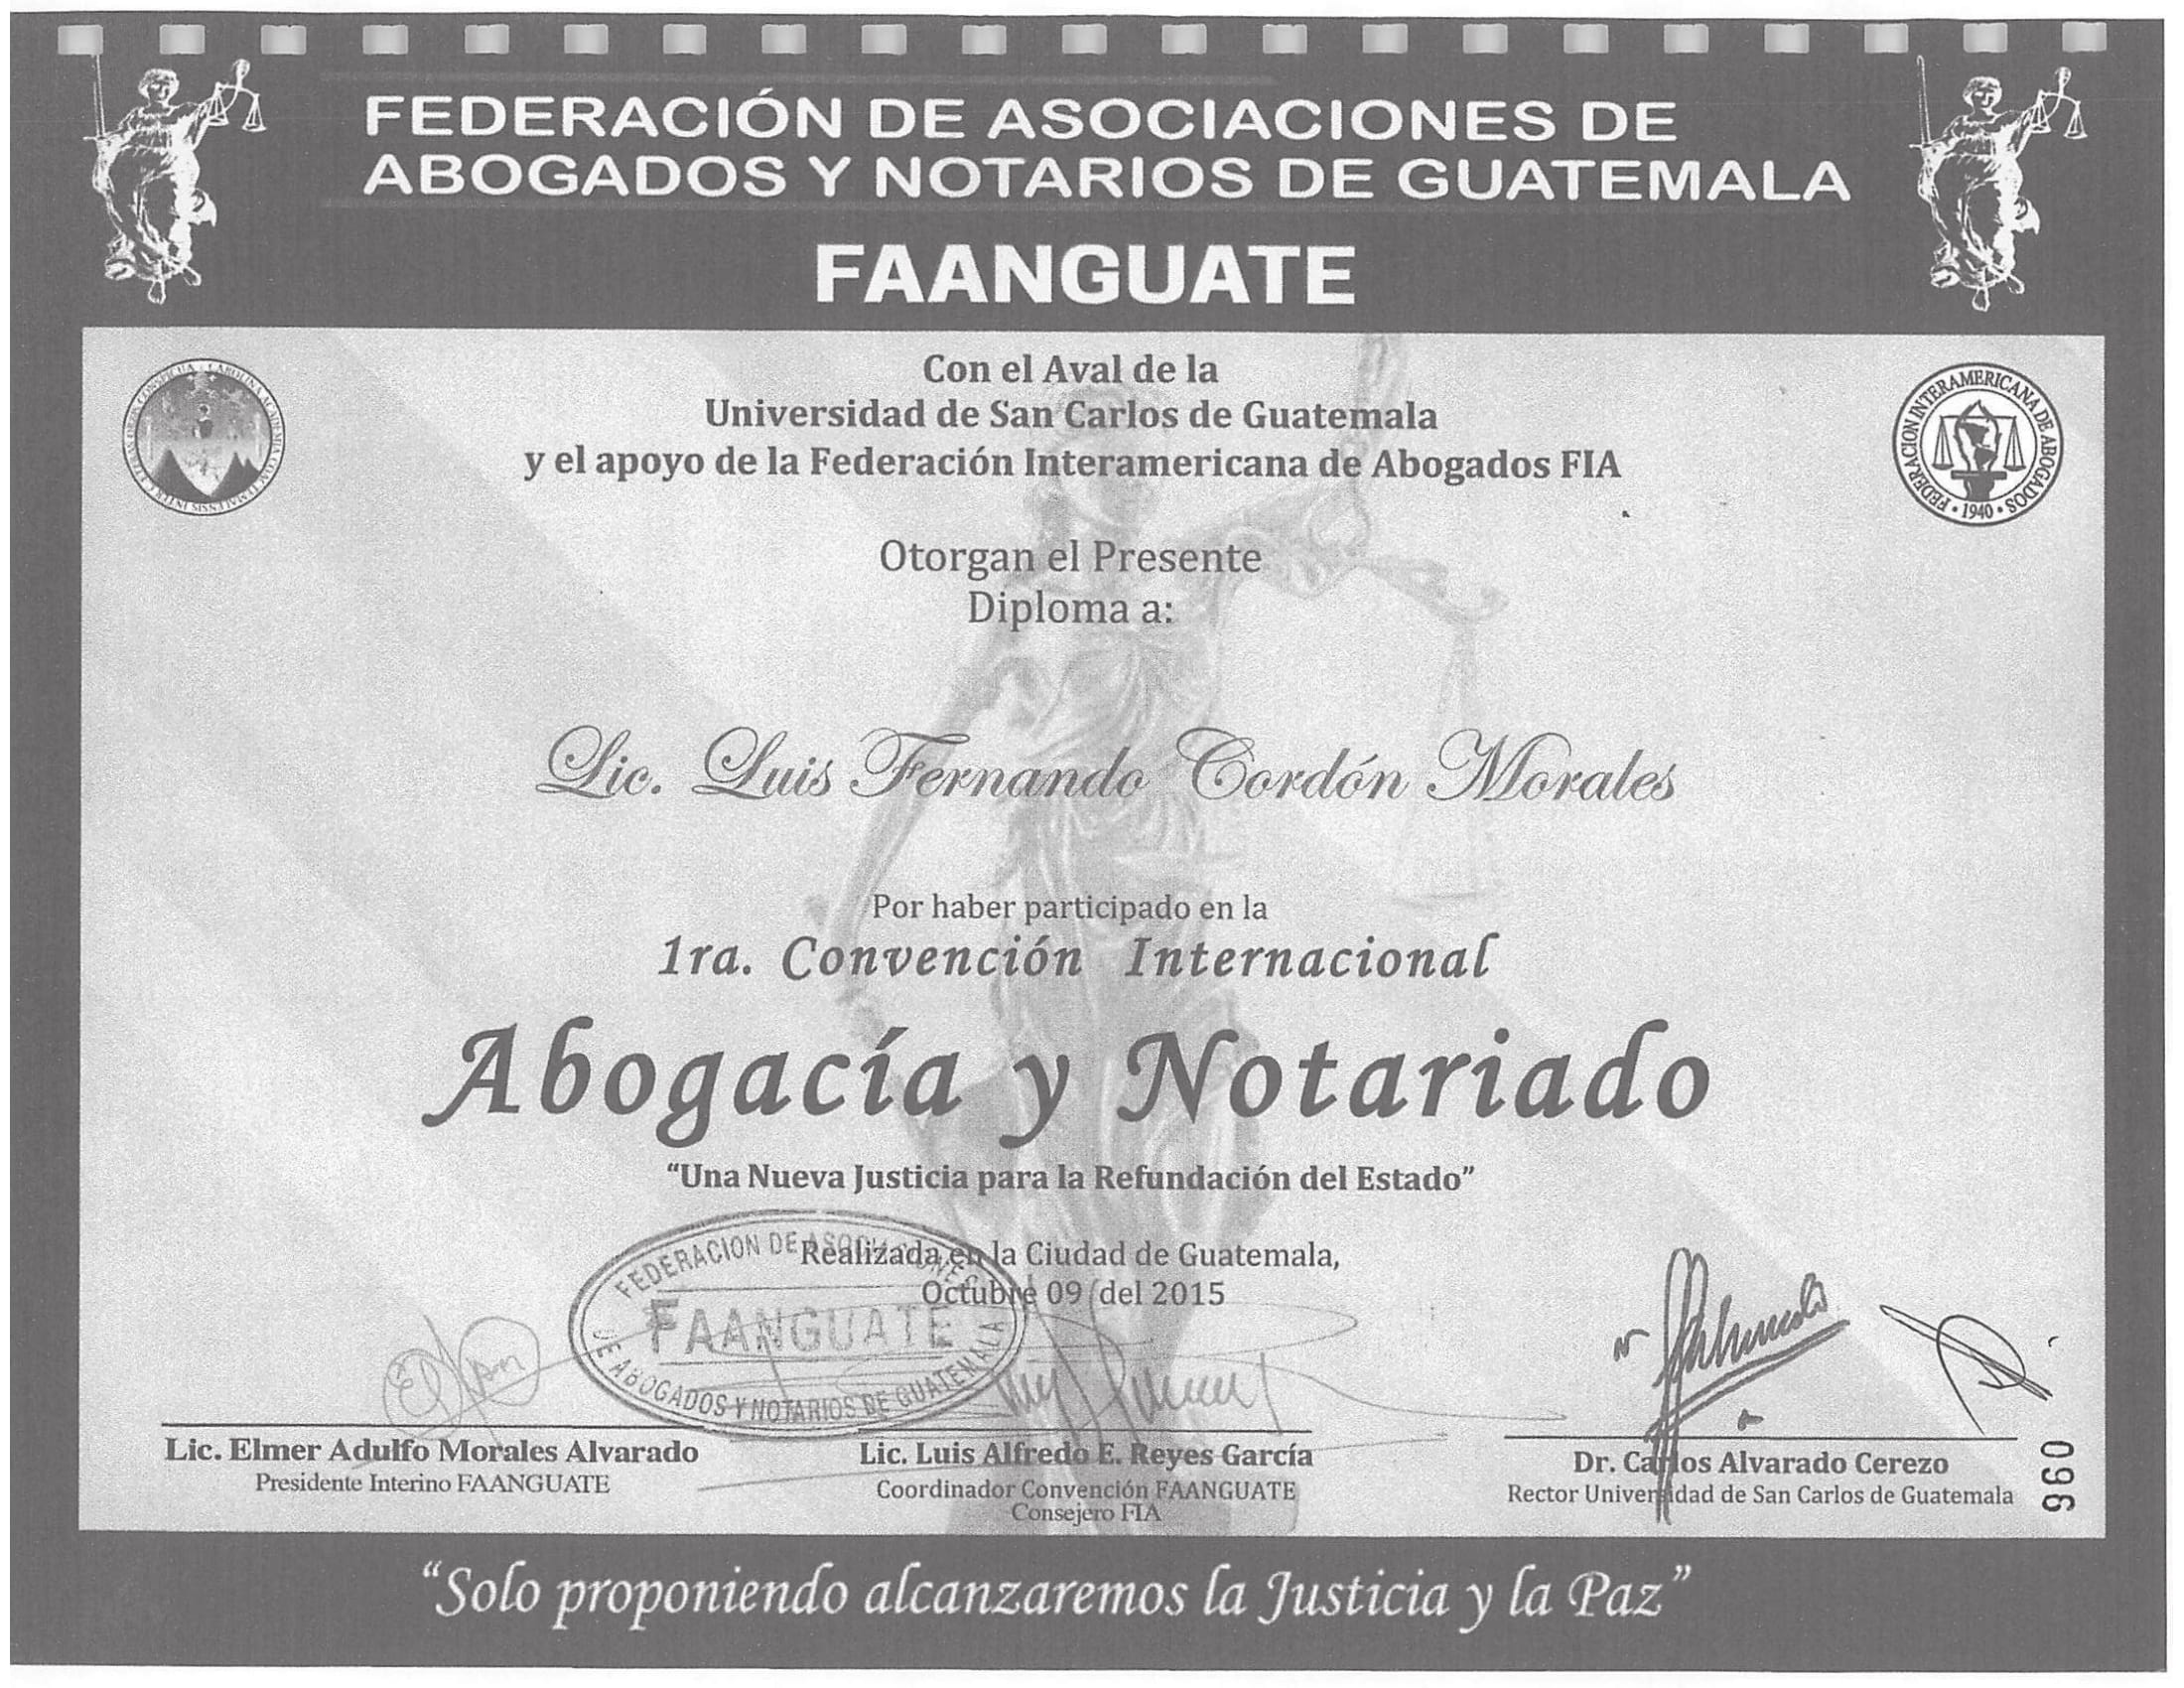 FEDERACIÓN DE ASOCIACIONES DE
ABOGADOS Y NOTARIOS DE GUATEMALA
FAANGUATE
Con el Aval de la
Universidad de San Carlos de Guatemala
y el apoyo de la Federación Interamericana de Abogados FIA
FEDERACION INTERAMERICANA DE ABOGADOS
• 1940 •
Otorgan el Presente
Diploma a:
Lic. Luis Fernando Cordón Morales
Por haber participado en la
1ra. Convención Internacional
Abogacía y Notariado
“Una Nueva Justicia para la Refundación del Estado”
Realizada en la Ciudad de Guatemala,
Octubre 09 del 2015
FEDERACION DE ASOCIACIONES
FAANGUATE
DE ABOGADOS Y NOTARIOS DE GUATEMALA
Lic. Elmer Adulfo Morales Alvarado
Presidente Interino FAANGUATE
Lic. Luis Alfredo E. Reyes García
Coordinador Convención FAANGUATE
Consejero FIA
Dr. Carlos Alvarado Cerezo
Rector Universidad de San Carlos de Guatemala
096
“Solo proponiendo alcanzaremos la Justicia y la Paz”